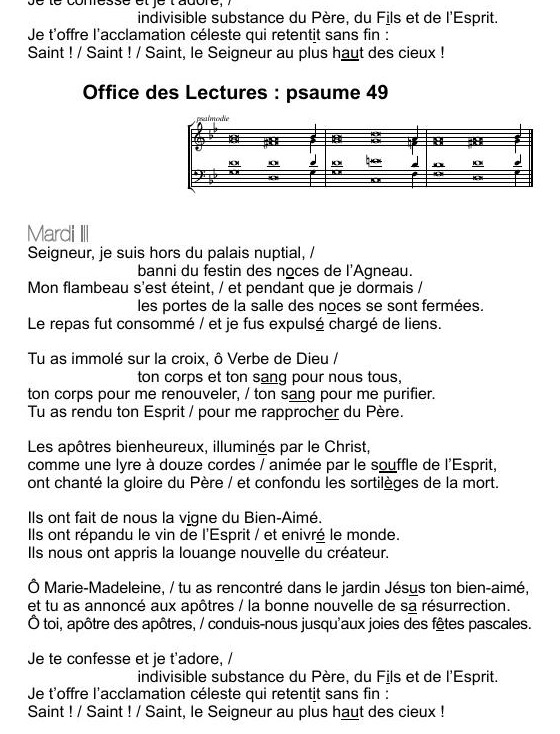 Je te confesse et je t'adore, /
indivisible substance du Père, du Fils et de l'Esprit.
Je t'offre l'acclamation céleste qui retentit sans fin :
Saint ! / Saint ! / Saint, le Seigneur au plus haut des cieux !
Office des Lectures : psaume 49
psalmodie
Mardi III
Seigneur, je suis hors du palais nuptial, /
banni du festin des noces de l'Agneau.
Mon flambeau s'est éteint, / et pendant que je dormais /
les portes de la salle des noces se sont fermées.
Le repas fut consommé / et je fus expulsé chargé de liens.
Tu as immolé sur la croix, ô Verbe de Dieu /
ton corps et ton sang pour nous tous,
ton corps pour me renouveler, / ton sang pour me purifier.
Tu as rendu ton Esprit / pour me rapprocher du Père.
Les apôtres bienheureux, illuminés par le Christ,
comme une lyre à douze cordes / animée par le souffle de l'Esprit,
ont chanté la gloire du Père / et confondu les sortilèges de la mort.
Ils ont fait de nous la vigne du Bien-Aimé.
Ils ont répandu le vin de l'Esprit / et enivré le monde.
Ils nous ont appris la louange nouvelle du créateur.
Ô Marie-Madeleine, / tu as rencontré dans le jardin Jésus ton bien-aimé,
et tu as annoncé aux apôtres / la bonne nouvelle de sa résurrection.
Ô toi, apôtre des apôtres, / conduis-nous jusqu'aux joies des fêtes pascales.
Je te confesse et je t'adore, /
indivisible substance du Père, du Fils et de l'Esprit.
Je t'offre l'acclamation céleste qui retentit sans fin :
Saint ! / Saint ! / Saint, le Seigneur au plus haut des cieux !